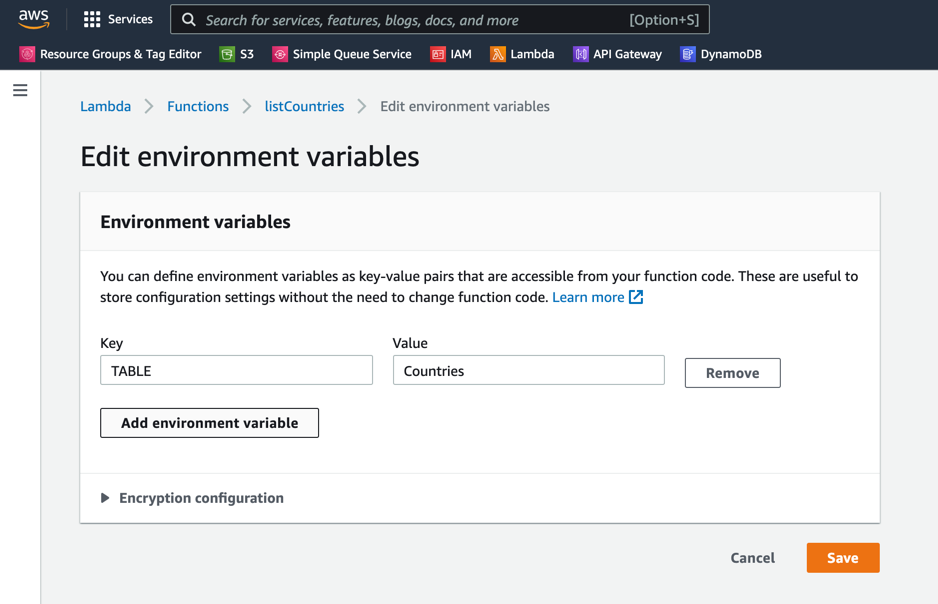 aws Services Search for services, features, blogs, docs, and more [Option+S]
Resource Groups & Tag Editor S3 Simple Queue Service IAM Lambda API Gateway DynamoDB
Lambda Functions listCountries Edit environment variables
Edit environment variables
Environment variables
You can define environment variables as key-value pairs that are accessible from your function code. These are useful to
store configuration settings without the need to change function code. Learn more
Key Value
TABLE Countries Remove
Add environment variable
Encryption configuration
Cancel Save